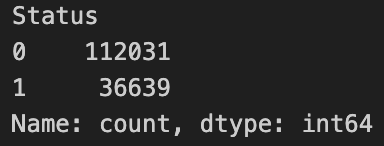 Status
0    112031
1     36639
Name: count, dtype: int64